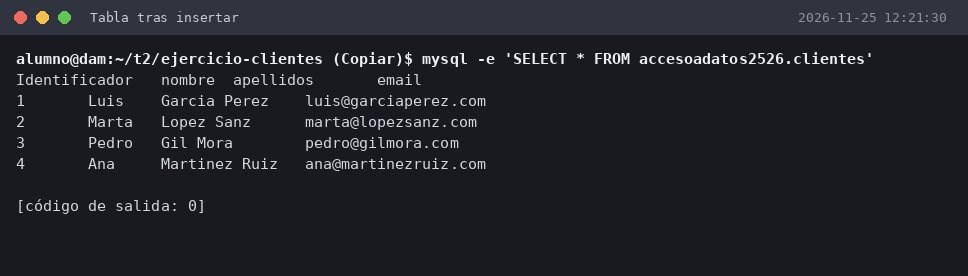 Tabla tras insertar 2026-11-25 12:21:30
alumno@dam:~/t2/ejercicio-clientes (Copiar)$ mysql -e 'SELECT * FROM accesoadatos2526.clientes'
Identificador nombre apellidos email
1 Luis Garcia Perez luis@garciaperez.com
2 Marta Lopez Sanz marta@lopezsanz.com
3 Pedro Gil Mora pedro@gilmora.com
4 Ana Martinez Ruiz ana@martinezruiz.com
[código de salida: 0]